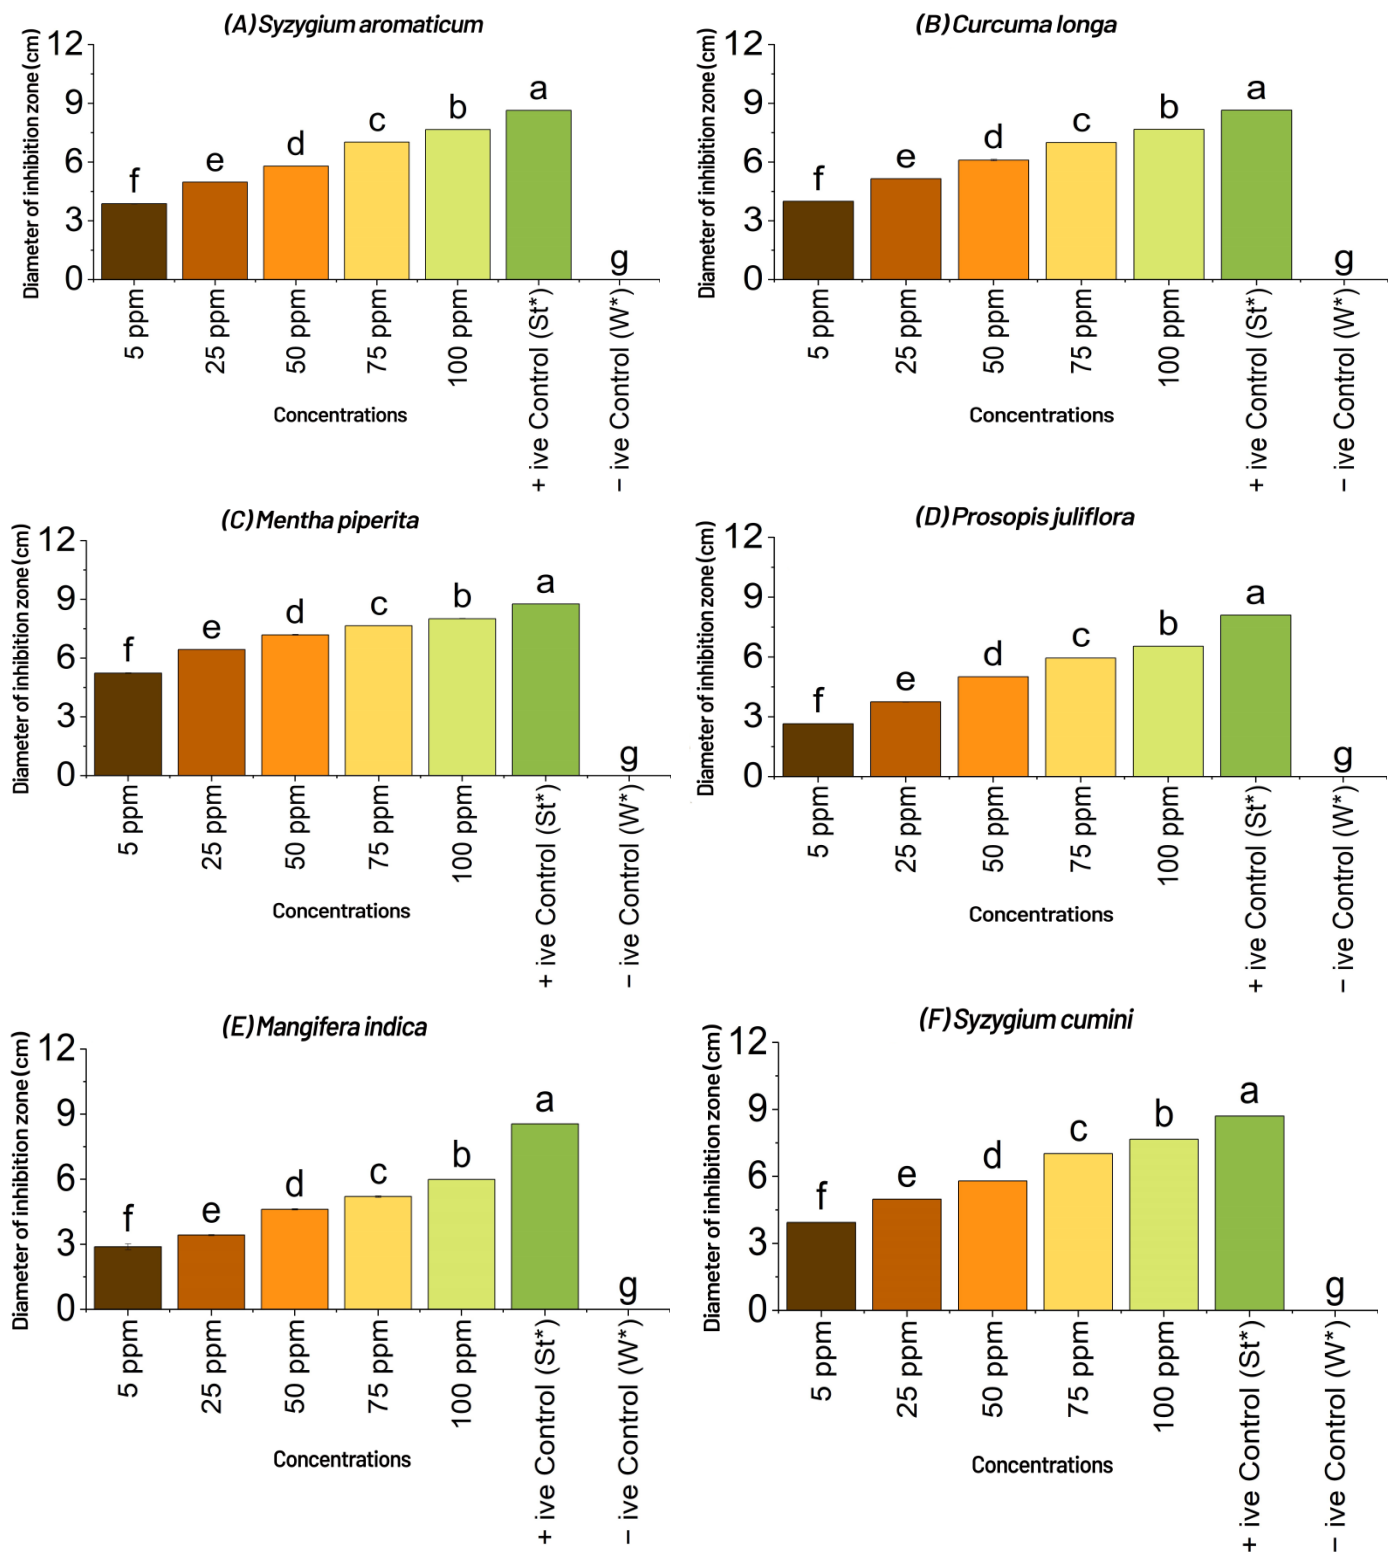 (A) Syzygium aromaticum
Diameter of inhibition zone (cm)
12
9
6
3
0
f
e
d
c
b
a
g
5 ppm
25 ppm
50 ppm
75 ppm
100 ppm
+ ive Control (St*)
− ive Control (W*)
Concentrations
(B) Curcuma longa
Diameter of inhibition zone (cm)
12
9
6
3
0
f
e
d
c
b
a
g
5 ppm
25 ppm
50 ppm
75 ppm
100 ppm
+ ive Control (St*)
− ive Control (W*)
Concentrations
(C) Mentha piperita
Diameter of inhibition zone (cm)
12
9
6
3
0
f
e
d
c
b
a
g
5 ppm
25 ppm
50 ppm
75 ppm
100 ppm
+ ive Control (St*)
− ive Control (W*)
Concentrations
(D) Prosopis juliflora
Diameter of inhibition zone (cm)
12
9
6
3
0
f
e
d
c
b
a
g
5 ppm
25 ppm
50 ppm
75 ppm
100 ppm
+ ive Control (St*)
− ive Control (W*)
Concentrations
(E) Mangifera indica
Diameter of inhibition zone (cm)
12
9
6
3
0
f
e
d
c
b
a
g
5 ppm
25 ppm
50 ppm
75 ppm
100 ppm
+ ive Control (St*)
− ive Control (W*)
Concentrations
(F) Syzygium cumini
Diameter of inhibition zone (cm)
12
9
6
3
0
f
e
d
c
b
a
g
5 ppm
25 ppm
50 ppm
75 ppm
100 ppm
+ ive Control (St*)
− ive Control (W*)
Concentrations